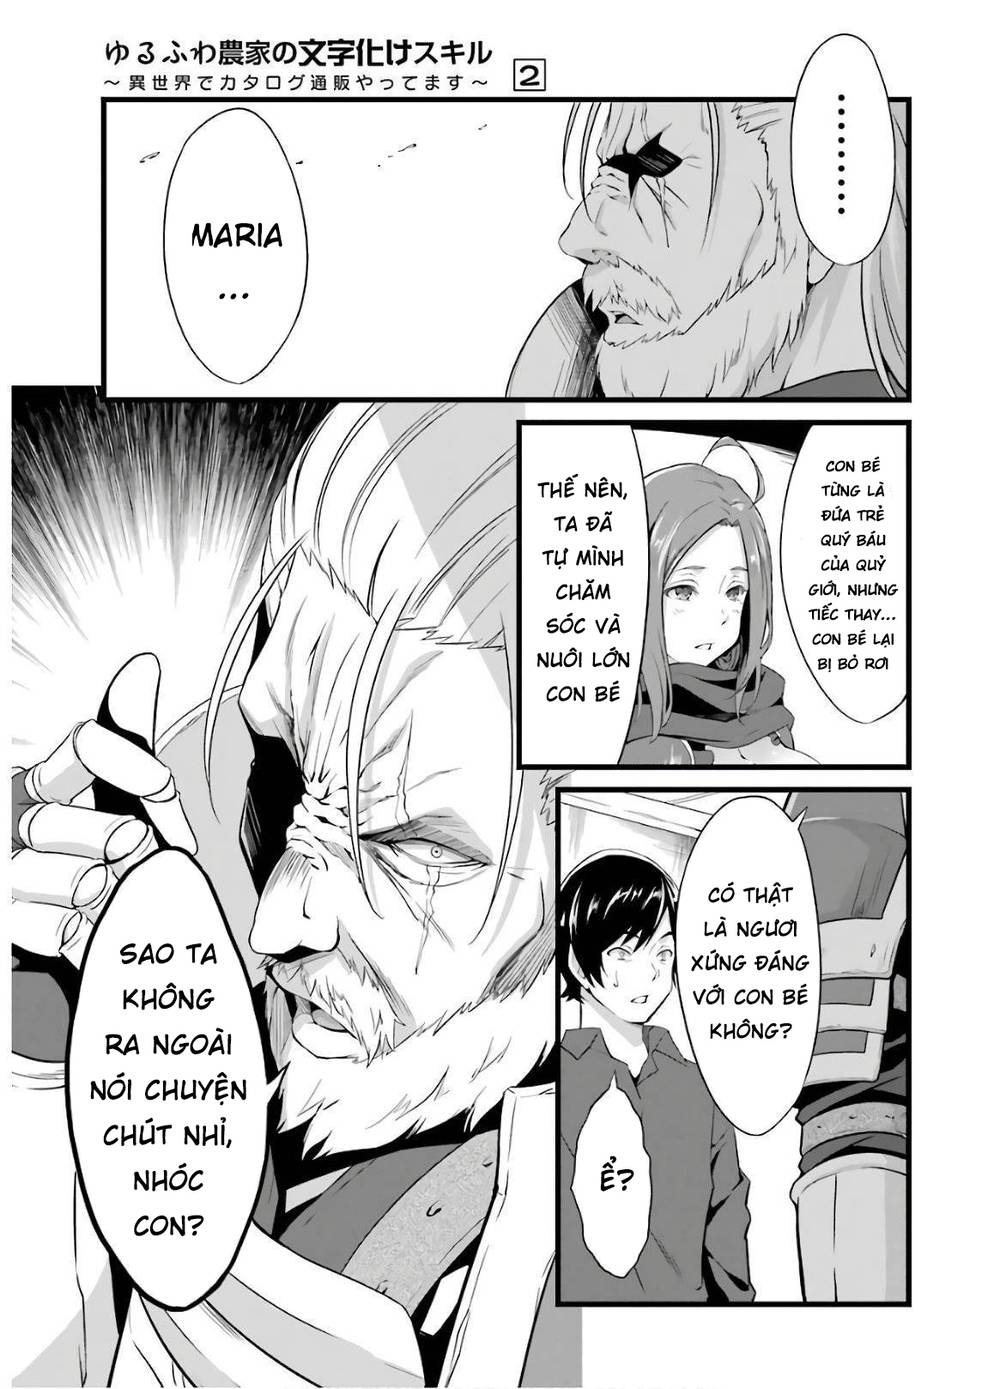 ゆるふわ農家の文字化けスキル
～異世界でカタログ通販やってます～ 2
………
MARIA
...
CON BÉ
TỪNG LÀ
ĐỨA TRẺ
QUÝ BÁU
CỦA QUỶ
GIỚI, NHƯNG
TIẾC THAY...
CON BÉ LẠI
BỊ BỎ RƠI
THẾ NÊN,
TA ĐÃ
TỰ MÌNH
CHĂM
SÓC VÀ
NUÔI LỚN
CON BÉ
CÓ THẬT
LÀ NGƯƠI
XỨNG ĐÁNG
VỚI CON BÉ
KHÔNG?
Ể?
SAO TA
KHÔNG
RA NGOÀI
NÓI CHUYỆN
CHÚT NHỈ,
NHÓC
CON?